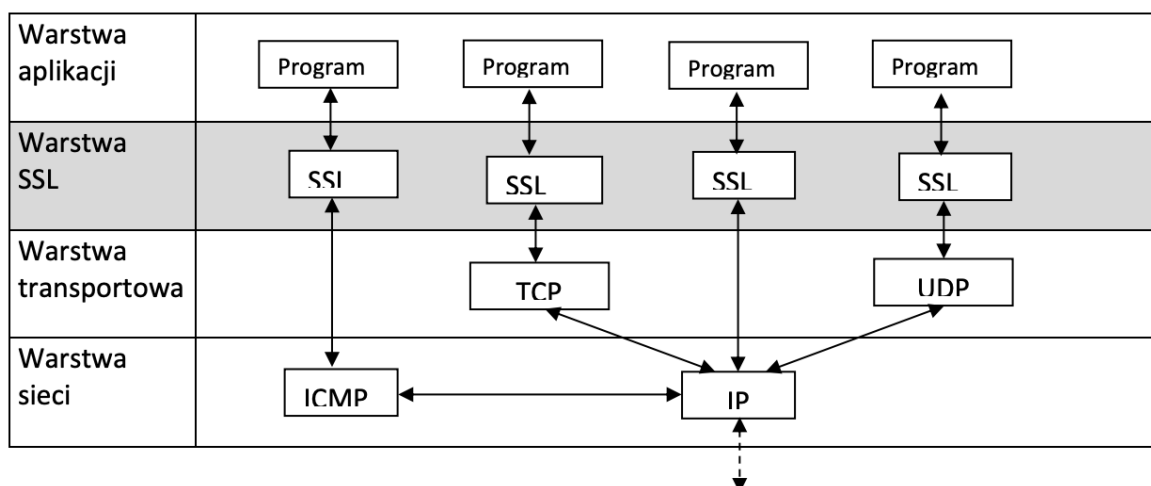 Warstwa
aplikacji
Program
Program
Program
Program
Warstwa
SSL
SSL
SSL
SSL
SSL
Warstwa
transportowa
TCP
UDP
Warstwa
sieci
ICMP
IP